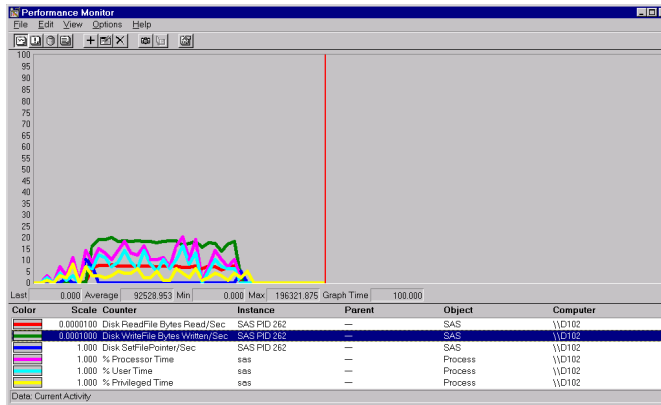 Performance Monitor
File Edit View Options Help
100
95
90
85
80
75
70
65
60
55
50
45
40
35
30
25
20
15
10
5
0
Last 0.000 Average 92528.953 Min 0.000 Max 196321.875 Graph Time 100.000
Color Scale Counter Instance Parent Object Computer
0.0000100 Disk ReadFile Bytes Read/Sec SAS PID 262 — SAS \\D102
0.0001000 Disk WriteFile Bytes Written/Sec SAS PID 262 — SAS \\D102
1.000 Disk SetFilePointer/Sec SAS PID 262 — SAS \\D102
1.000 % Processor Time sas — Process \\D102
1.000 % User Time sas — Process \\D102
1.000 % Privileged Time sas — Process \\D102
Data: Current Activity